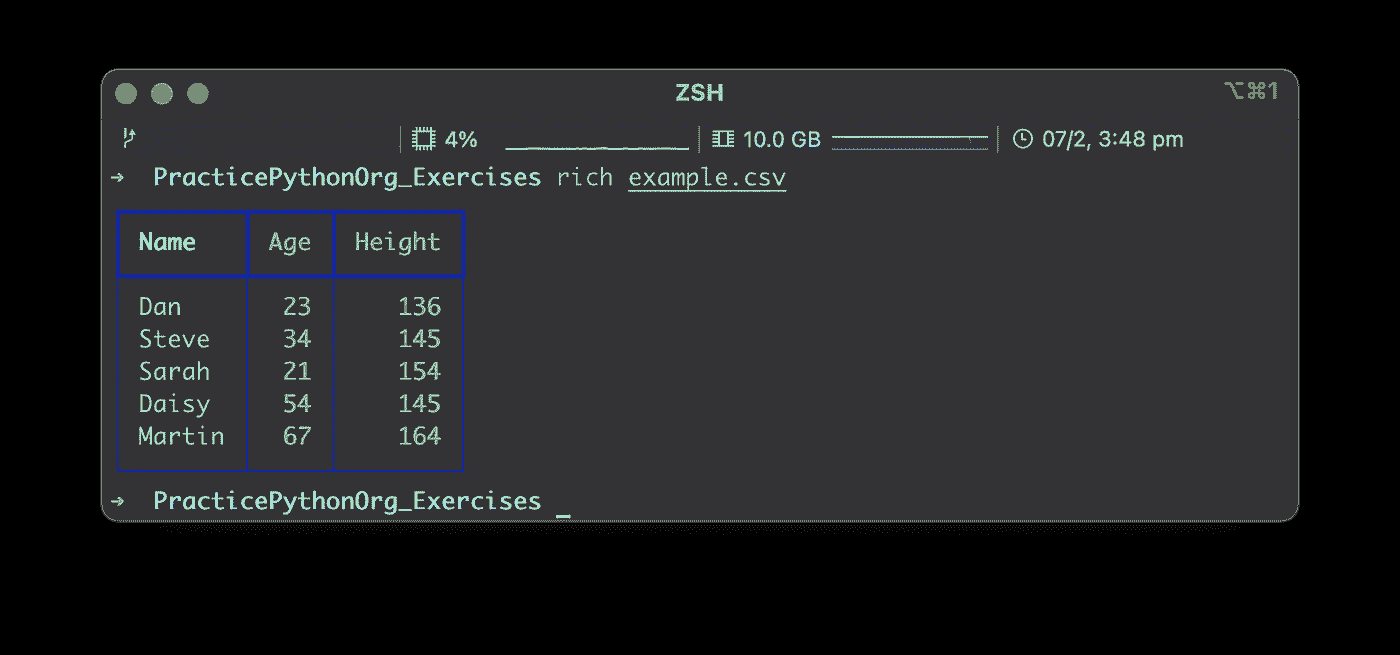 ZSH ⌥⌘1
4% 10.0 GB 07/2, 3:48 pm
→ PracticePythonOrg_Exercises rich example.csv
Name Age Height
Dan 23 136
Steve 34 145
Sarah 21 154
Daisy 54 145
Martin 67 164
→ PracticePythonOrg_Exercises _